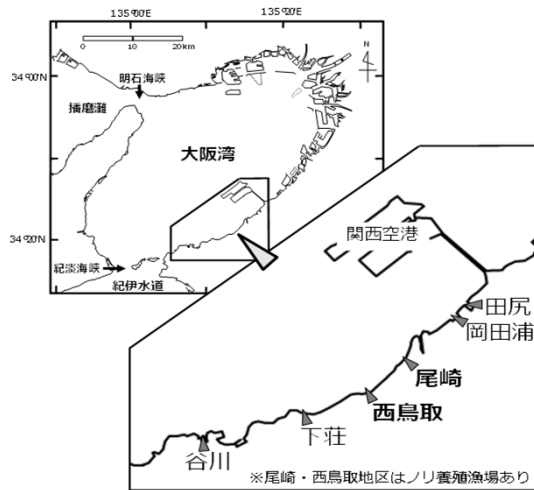 135°00'E
135°20'E
0 10 20km
N
34°00'N
明石海峡
播磨灘
大阪湾
34°20'N
紀淡海峡
紀伊水道
関西空港
田尻
岡田浦
尾崎
西鳥取
下荘
谷川
※尾崎・西鳥取地区はノリ養殖漁場あり